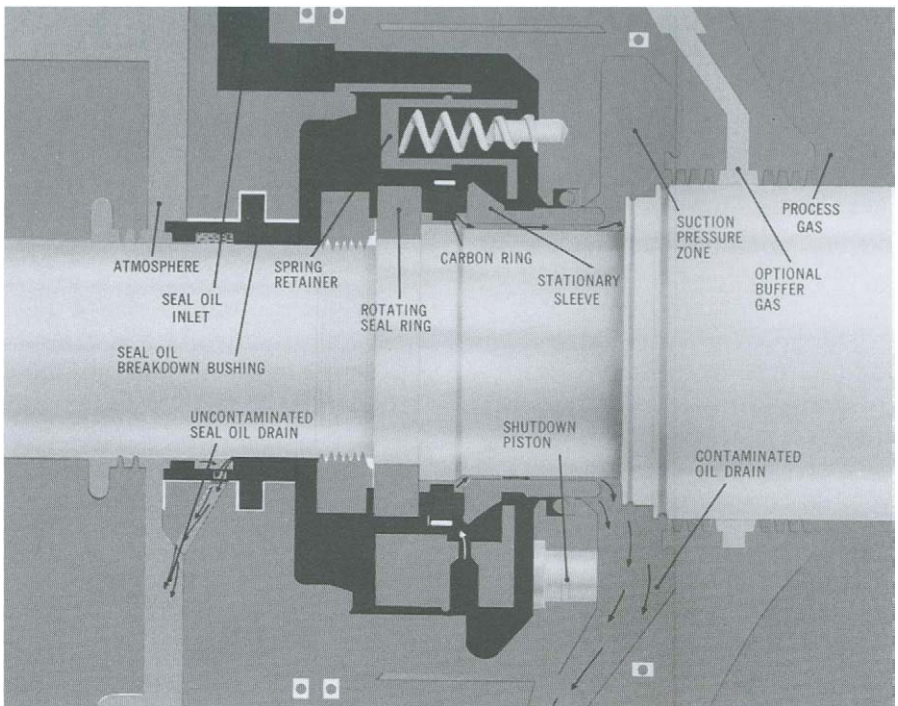 ATMOSPHERE
SEAL OIL
INLET
SEAL OIL
BREAKDOWN BUSHING
SPRING
RETAINER
ROTATING
SEAL RING
CARBON RING
STATIONARY
SLEEVE
SUCTION
PRESSURE
ZONE
OPTIONAL
BUFFER
GAS
PROCESS
GAS
UNCONTAMINATED
SEAL OIL DRAIN
SHUTDOWN
PISTON
CONTAMINATED
OIL DRAIN